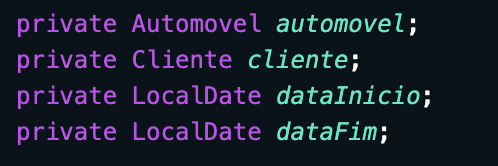 private Automovel automovel;
private Cliente cliente;
private LocalDate dataInicio;
private LocalDate dataFim;